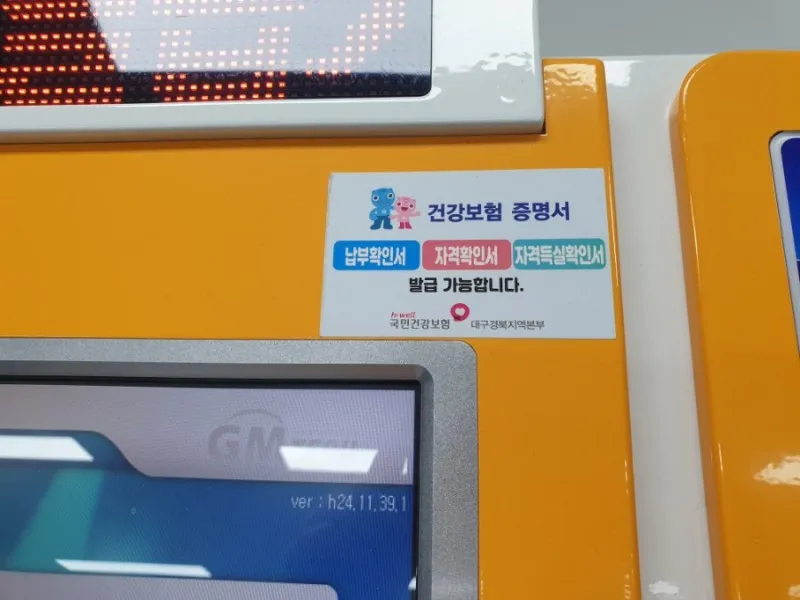 건강보험 증명서
납부확인서 자격확인서 자격득실확인서
발급 가능합니다.
h-well
국민건강보험 대구경북지역본부
GM
ver : h24.11.39.1